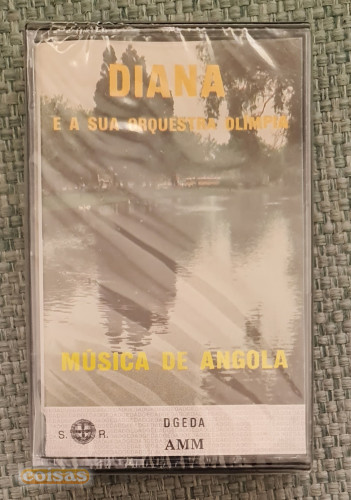 DIANA
E A SUA ORQUESTRA OLIMPIA
MÚSICA DE ANGOLA
DGEDA
S. R.
AMM
coisas